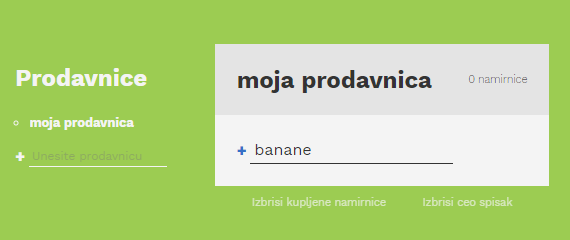 Prodavnice
moja prodavnica
+ Unesite prodavnicu
moja prodavnica
0 namirnice
+ banane
Izbrisi kupljene namirnice
Izbrisi ceo spisak